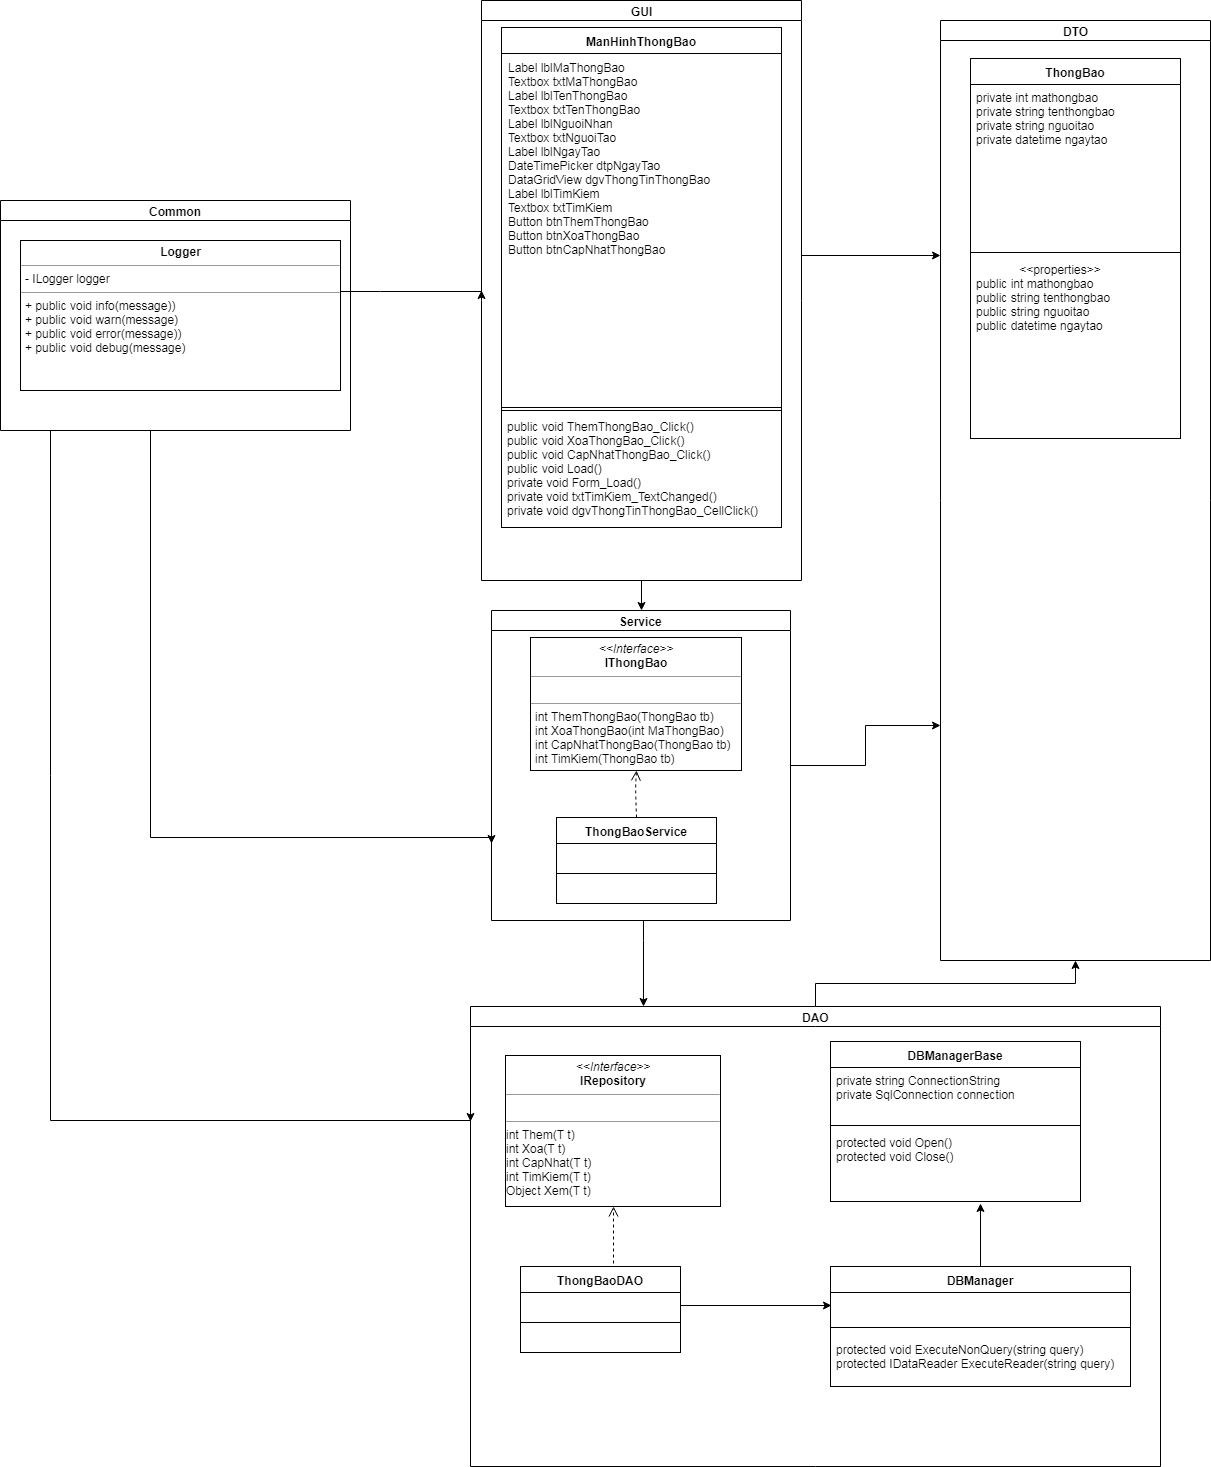 GUI
ManHinhThongBao
Label lblMaThongBao
Textbox txtMaThongBao
Label lblTenThongBao
Textbox txtTenThongBao
Label lblNguoiNhan
Textbox txtNguoiTao
Label lblNgayTao
DateTimePicker dtpNgayTao
DataGridView dgvThongTinThongBao
Label lblTimKiem
Textbox txtTimKiem
Button btnThemThongBao
Button btnXoaThongBao
Button btnCapNhatThongBao
public void ThemThongBao_Click()
public void XoaThongBao_Click()
public void CapNhatThongBao_Click()
public void Load()
private void Form_Load()
private void txtTimKiem_TextChanged()
private void dgvThongTinThongBao_CellClick()
DTO
ThongBao
private int mathongbao
private string tenthongbao
private string nguoitao
private datetime ngaytao
<<properties>>
public int mathongbao
public string tenthongbao
public string nguoitao
public datetime ngaytao
Common
Logger
- ILogger logger
+ public void info(message))
+ public void warn(message)
+ public void error(message))
+ public void debug(message)
Service
<<Interface>>
IThongBao
int ThemThongBao(ThongBao tb)
int XoaThongBao(int MaThongBao)
int CapNhatThongBao(ThongBao tb)
int TimKiem(ThongBao tb)
ThongBaoService
DAO
<<Interface>>
IRepository
int Them(T t)
int Xoa(T t)
int CapNhat(T t)
int TimKiem(T t)
Object Xem(T t)
DBManagerBase
private string ConnectionString
private SqlConnection connection
protected void Open()
protected void Close()
ThongBaoDAO
DBManager
protected void ExecuteNonQuery(string query)
protected IDataReader ExecuteReader(string query)